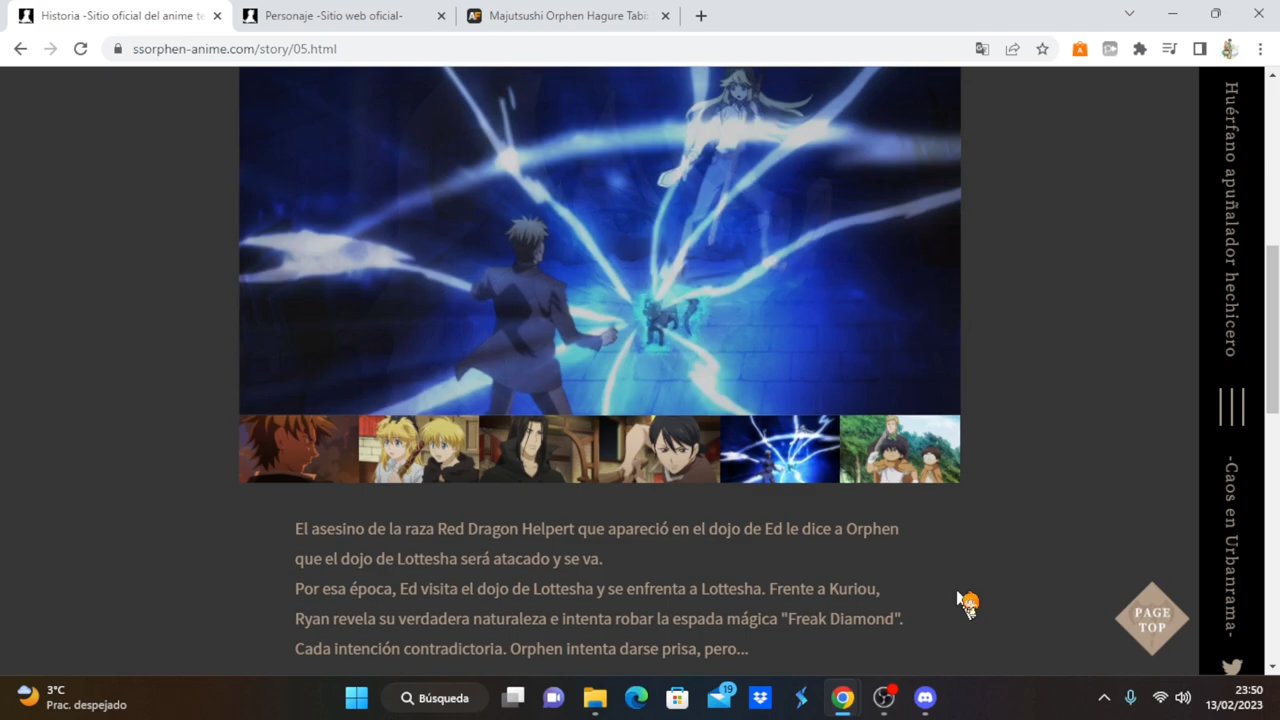 Historia -Sitio oficial del anime te
Personaje -Sitio web oficial-
Majutsushi Orphen Hagure Tabi
ssorphen-anime.com/story/05.html
Huérfano apuñalador hechicero
-Caos en Urbanrama-
El asesino de la raza Red Dragon Helpert que apareció en el dojo de Ed le dice a Orphen
que el dojo de Lottesha será atacado y se va.
Por esa época, Ed visita el dojo de Lottesha y se enfrenta a Lottesha. Frente a Kuriou,
Ryan revela su verdadera naturaleza e intenta robar la espada mágica "Freak Diamond".
Cada intención contradictoria. Orphen intenta darse prisa, pero...
PAGE
TOP
3°C
Prac. despejado
Búsqueda
19
23:50
13/02/2023